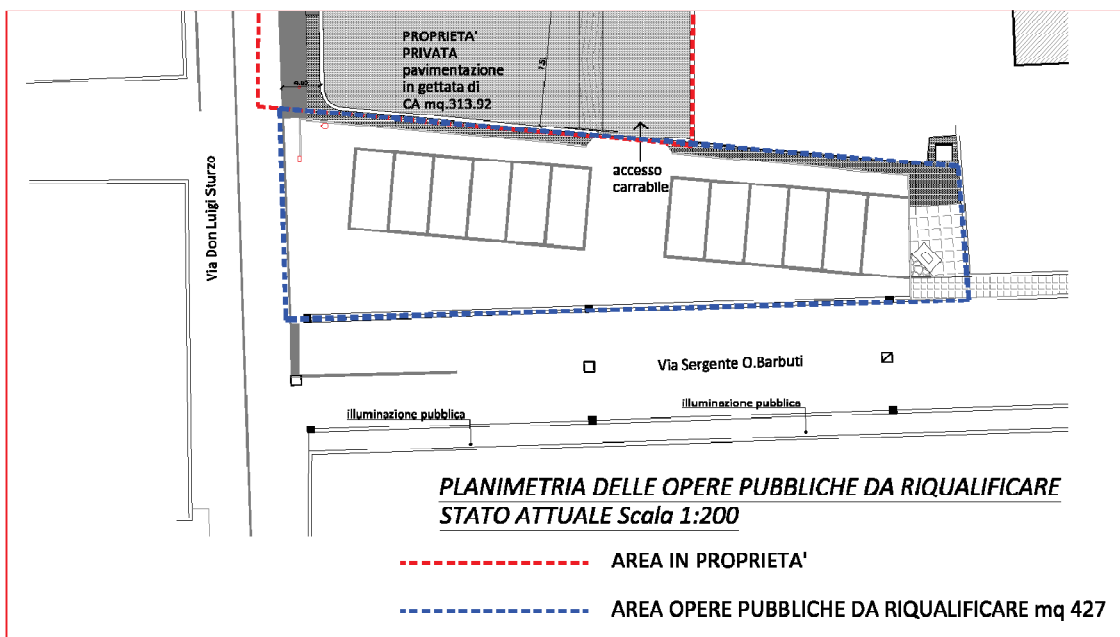 PROPRIETA'
PRIVATA
pavimentazione
in gettata di
CA mq.313.92
accesso
carrabile
Via Don Luigi Sturzo
Via Sergente O.Barbuti
illuminazione pubblica
illuminazione pubblica
PLANIMETRIA DELLE OPERE PUBBLICHE DA RIQUALIFICARE
STATO ATTUALE Scala 1:200
AREA IN PROPRIETA'
AREA OPERE PUBBLICHE DA RIQUALIFICARE mq 427